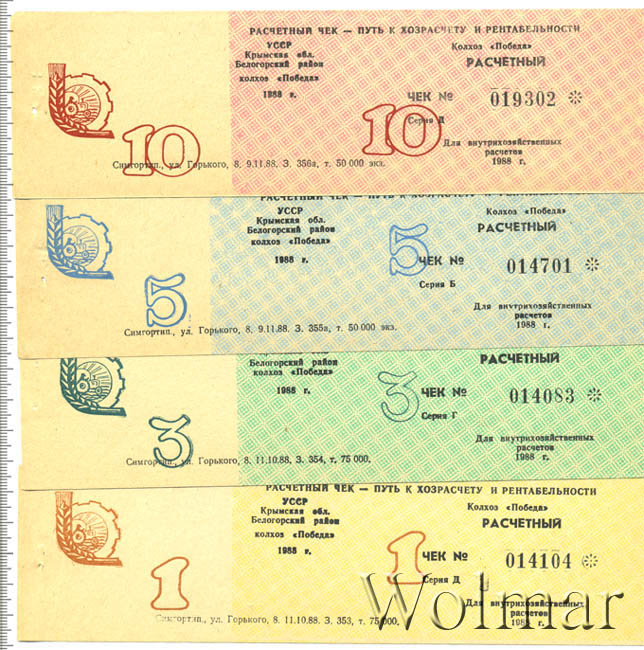 РАСЧЕТНЫЙ ЧЕК — ПУТЬ К ХОЗРАСЧЕТУ И РЕНТАБЕЛЬНОСТИ
УССР
Крымская обл.
Белогорский район
колхоз «Победа»
1988 г.
Колхоз «Победа»
РАСЧЕТНЫЙ
ЧЕК № 019302 ※
Серия Д
10
10
Для внутрихозяйственных
расчетов
1988 г.
Симгортип., ул. Горького, 8. 9.11.88. З. 356а, т. 50 000 экз.
РАСЧЕТНЫЙ ЧЕК — ПУТЬ К ХОЗРАСЧЕТУ И РЕНТАБЕЛЬНОСТИ
УССР
Крымская обл.
Белогорский район
колхоз «Победа»
1988 г.
Колхоз «Победа»
РАСЧЕТНЫЙ
5
ЧЕК № 014701 ※
Серия Б
5
Для внутрихозяйственных
расчетов
1988 г.
Симгортип., ул. Горького, 8. 9.11.88. З. 355а, т. 50 000 экз.
Белогорский район
колхоз «Победа»
1988 г.
РАСЧЕТНЫЙ
3
ЧЕК № 014083 ※
Серия Г
3
Для внутрихозяйственных
расчетов
1988 г.
Симгортип., ул. Горького, 8. 11.10.88. З. 354, т. 75 000.
РАСЧЕТНЫЙ ЧЕК — ПУТЬ К ХОЗРАСЧЕТУ И РЕНТАБЕЛЬНОСТИ
УССР
Крымская обл.
Белогорский район
колхоз «Победа»
1988 г.
Колхоз «Победа»
РАСЧЕТНЫЙ
1
ЧЕК № 014104 ※
Серия Д
1
Для внутрихозяйственных
расчетов
1988 г.
Симгортип., ул. Горького, 8. 11.10.88. З. 353, т. 75 000.
Wolmar